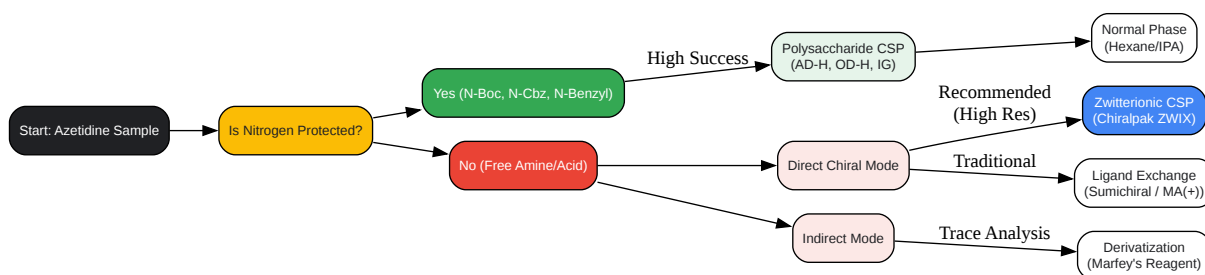 Start: Azetidine Sample
Is Nitrogen Protected?
Yes (N-Boc, N-Cbz, N-Benzyl)
High Success
Polysaccharide CSP
(AD-H, OD-H, IG)
Normal Phase
(Hexane/IPA)
No (Free Amine/Acid)
Direct Chiral Mode
Recommended
(High Res)
Zwitterionic CSP
(Chiralpak ZWIX)
Traditional
Ligand Exchange
(Sumichiral / MA(+))
Indirect Mode
Trace Analysis
Derivatization
(Marfey's Reagent)